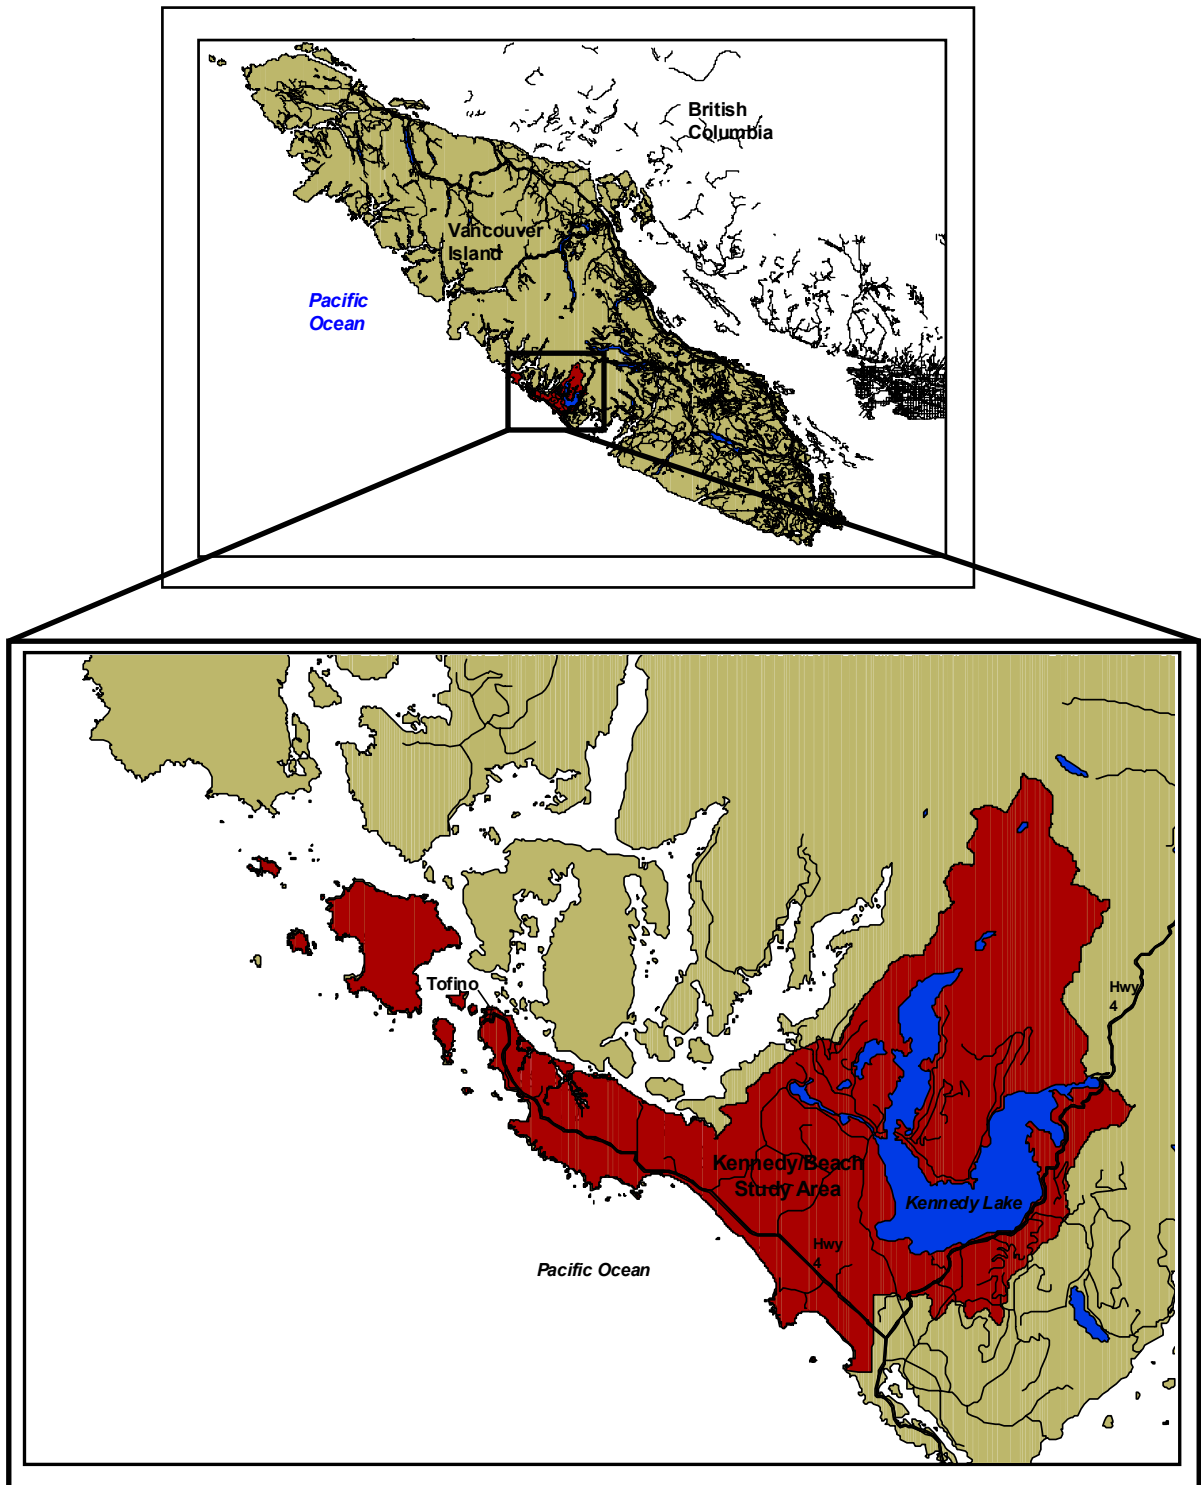 British
Columbia
Vancouver
Island
Pacific
Ocean
Tofino
Hwy
4
Kennedy/Beach
Study Area
Kennedy Lake
Hwy
4
Pacific Ocean